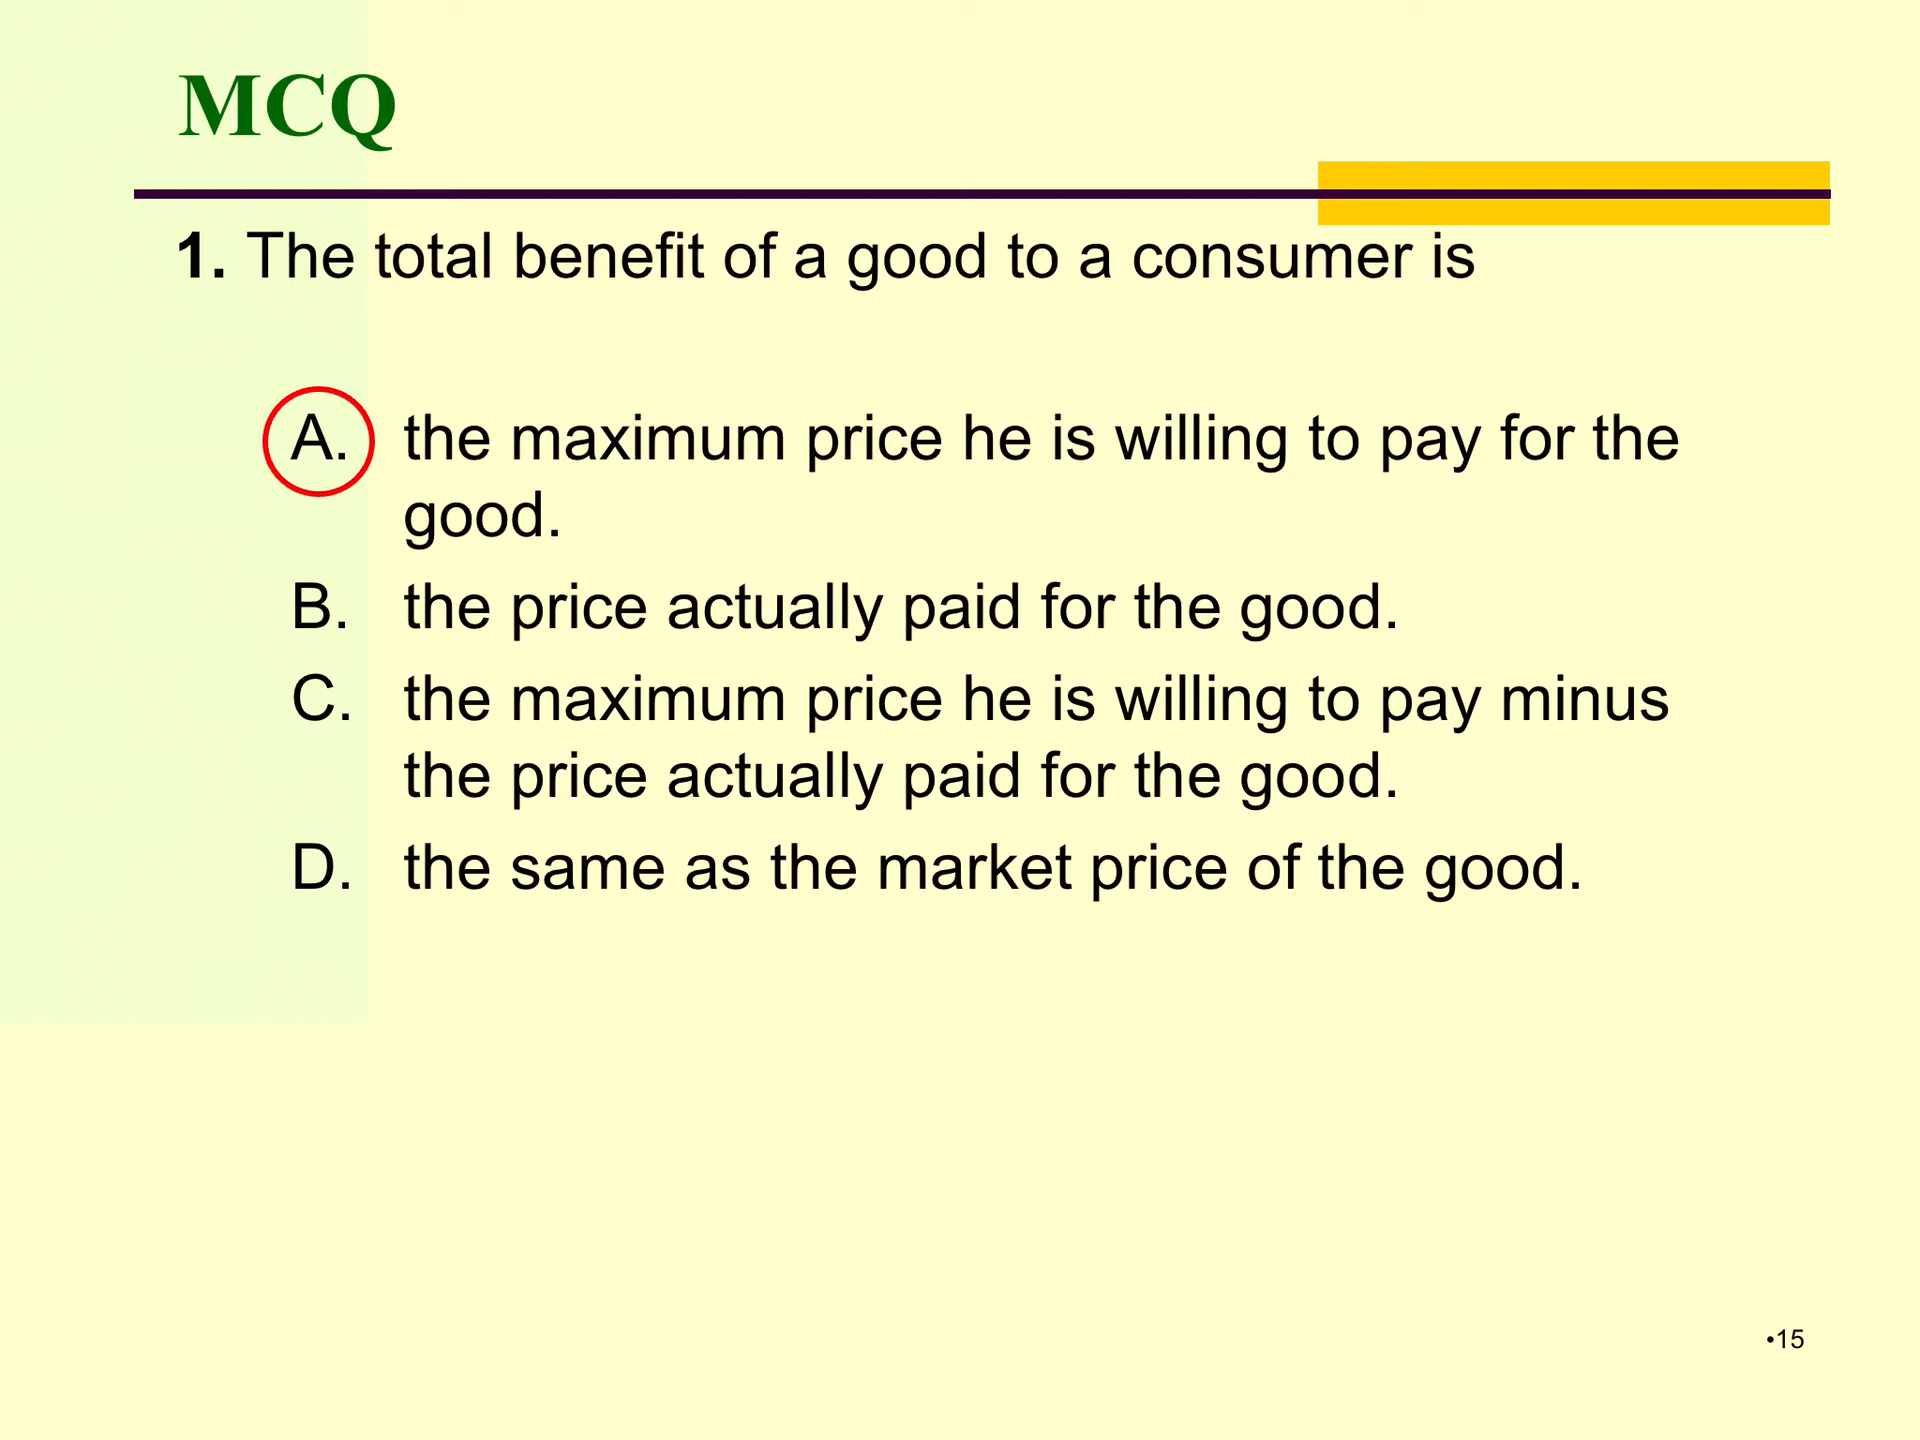 MCQ
1. The total benefit of a good to a consumer is
A. the maximum price he is willing to pay for the
good.
B. the price actually paid for the good.
C. the maximum price he is willing to pay minus
the price actually paid for the good.
D. the same as the market price of the good.
•15